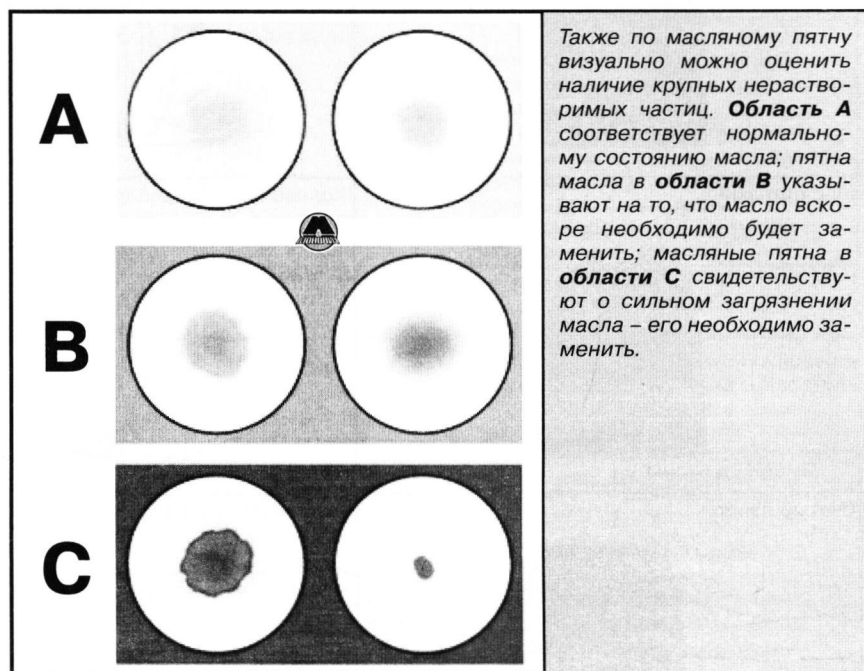 A
B
C
Также по масляному пятну
визуально можно оценить
наличие крупных нераство-
римых частиц. Область А
соответствует нормально-
му состоянию масла; пятна
масла в области В указы-
вают на то, что масло вско-
ре необходимо будет за-
менить; масляные пятна в
области С свидетельству-
ют о сильном загрязнении
масла – его необходимо за-
менить.